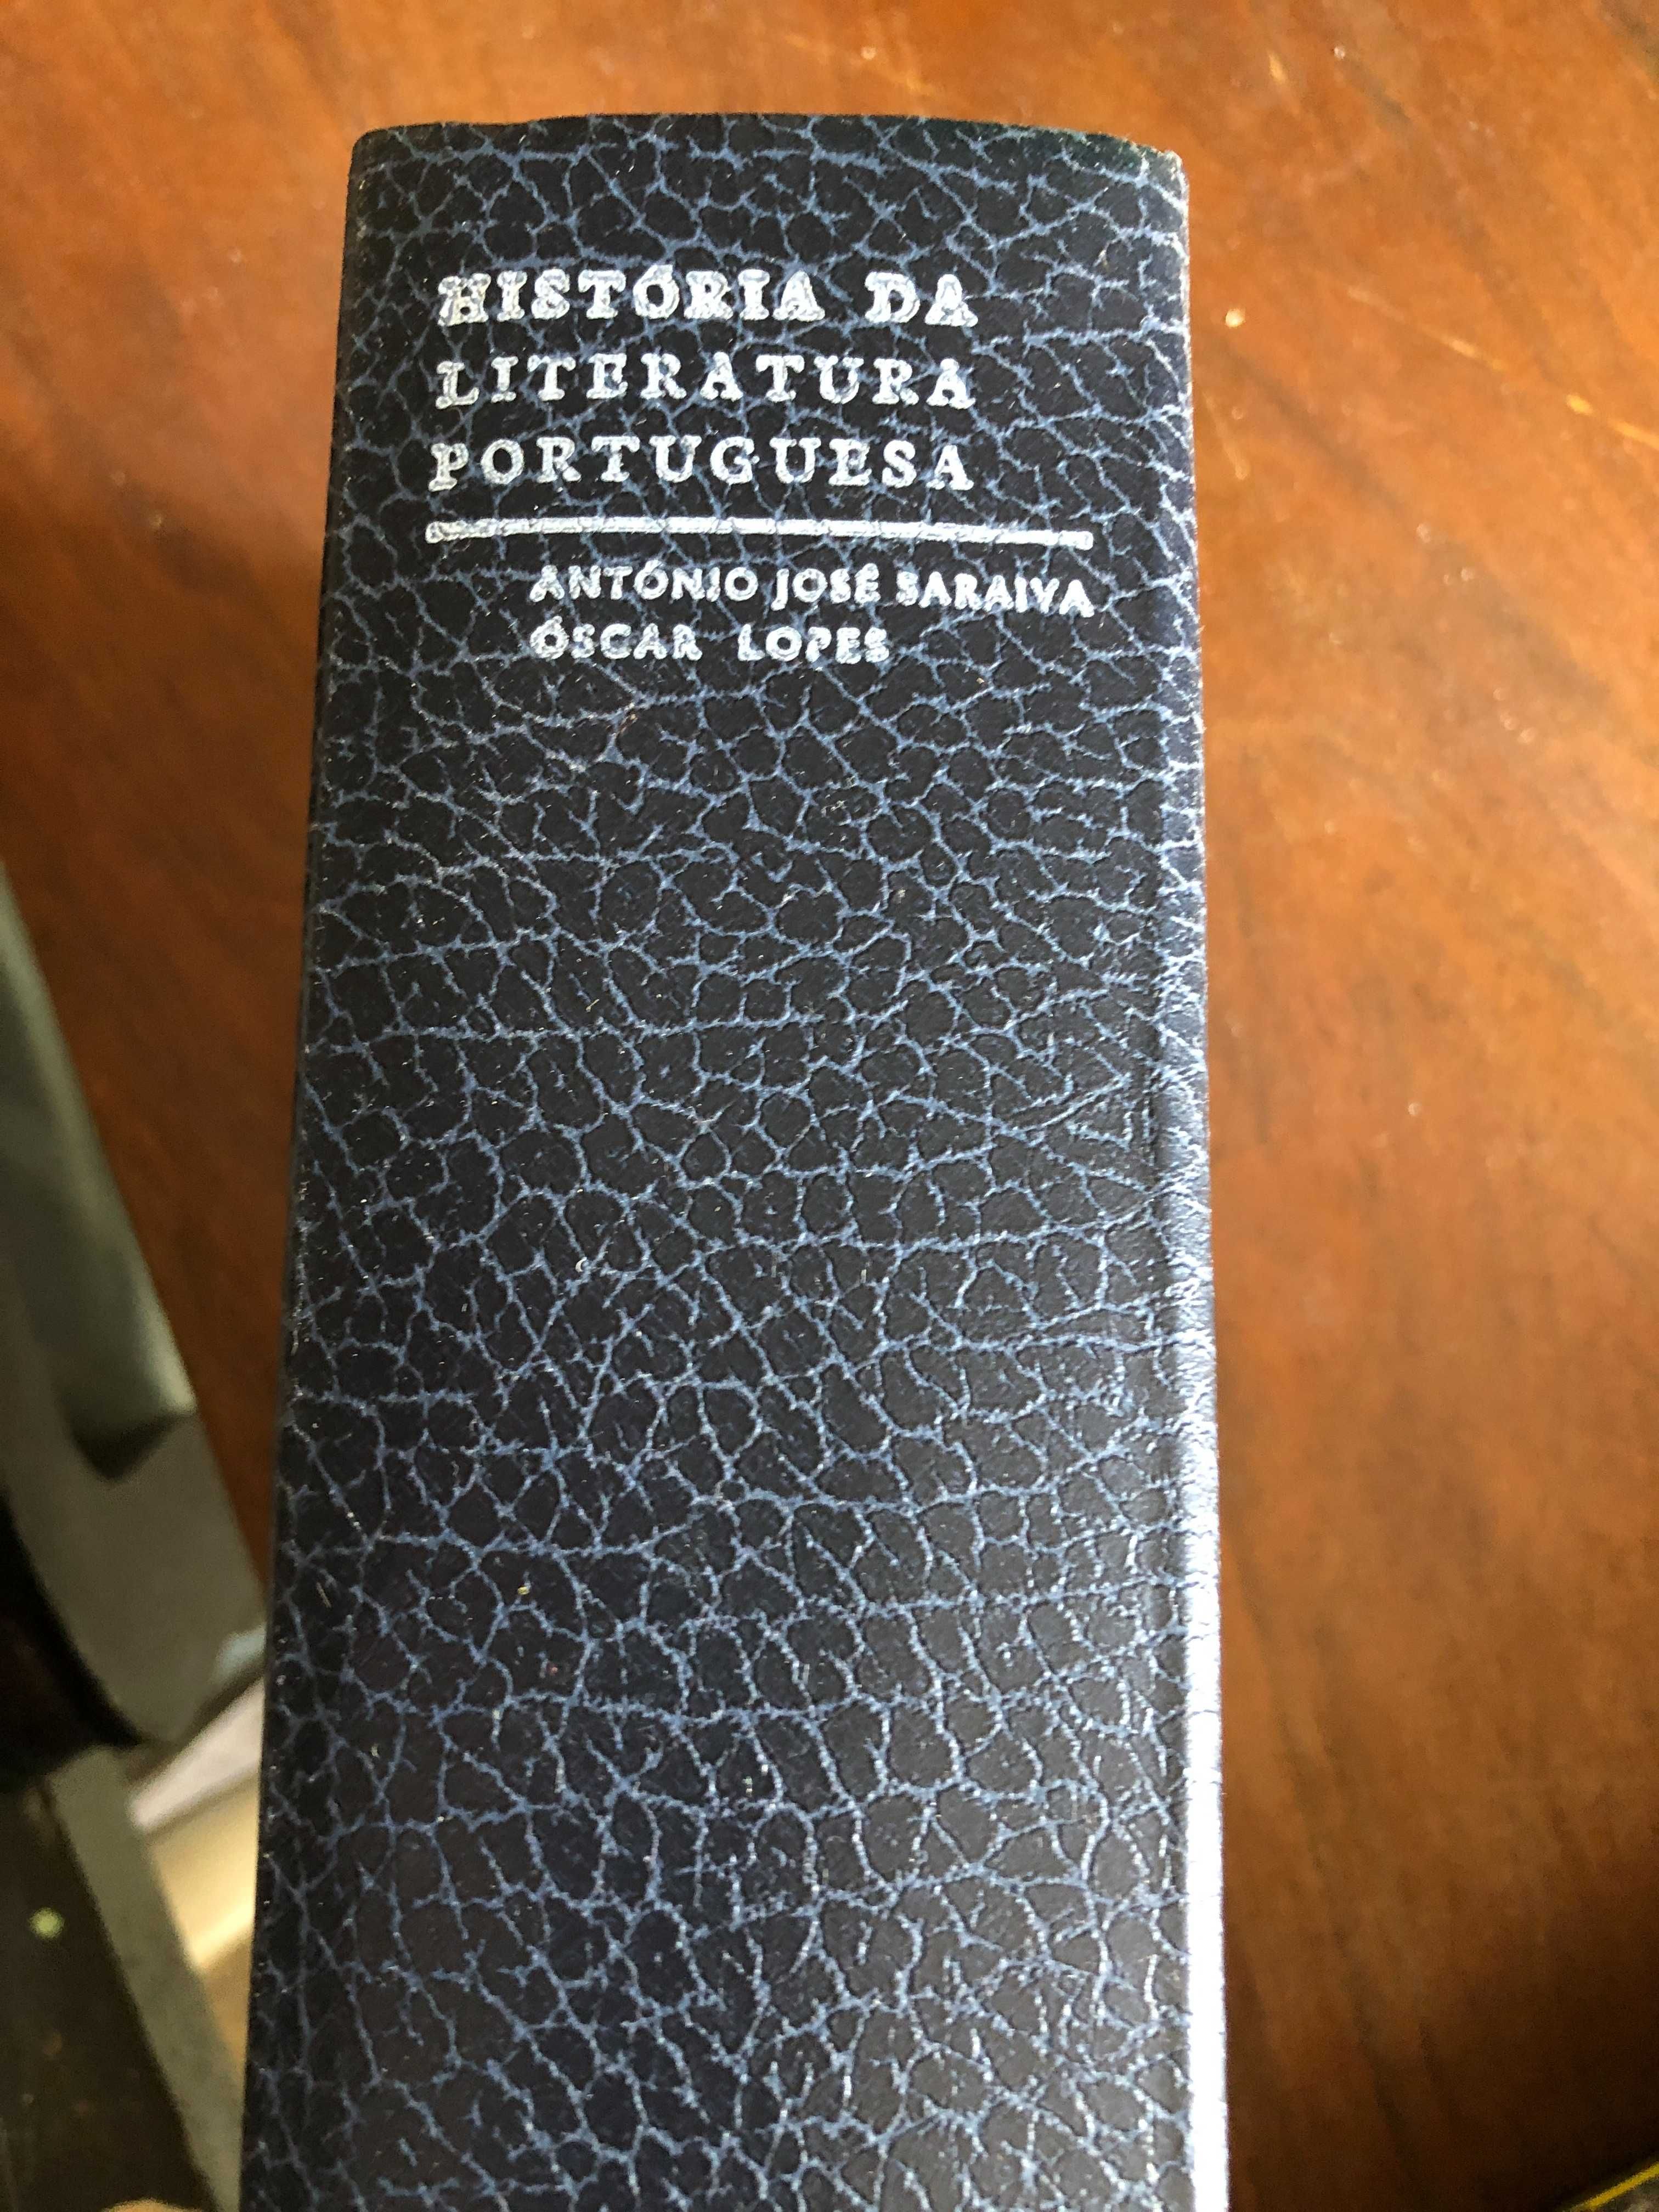 HISTÓRIA DA
LITERATURA
PORTUGUESA
ANTÓNIO JOSÉ SARAIVA
ÓSCAR LOPES